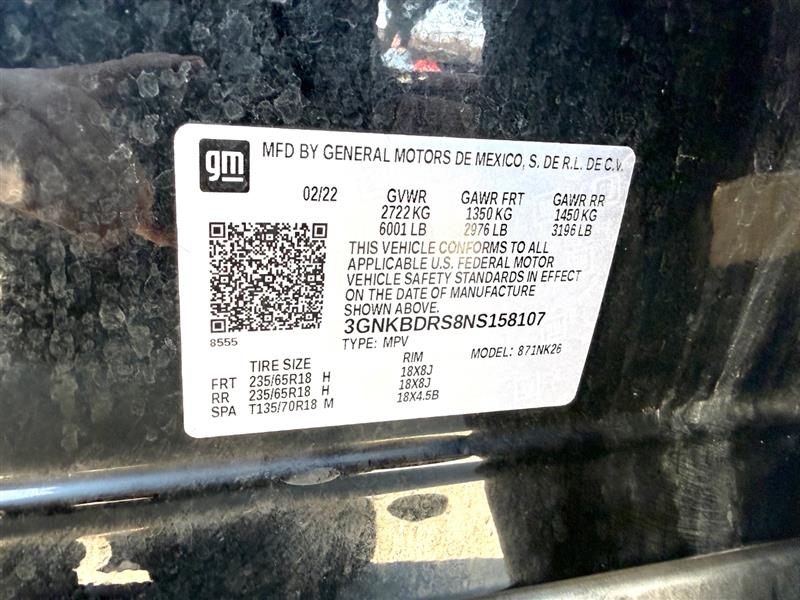 gm MFD BY GENERAL MOTORS DE MEXICO, S. DE R.L. DE C.V.
02/22 GVWR GAWR FRT GAWR RR
2722 KG 1350 KG 1450 KG
6001 LB 2976 LB 3196 LB
THIS VEHICLE CONFORMS TO ALL
APPLICABLE U.S. FEDERAL MOTOR
VEHICLE SAFETY STANDARDS IN EFFECT
ON THE DATE OF MANUFACTURE
SHOWN ABOVE.
3GNKBDRS8NS158107
8555 TYPE: MPV MODEL: 871NK26
TIRE SIZE RIM
FRT 235/65R18 H 18X8J
RR 235/65R18 H 18X8J
SPA T135/70R18 M 18X4.5B